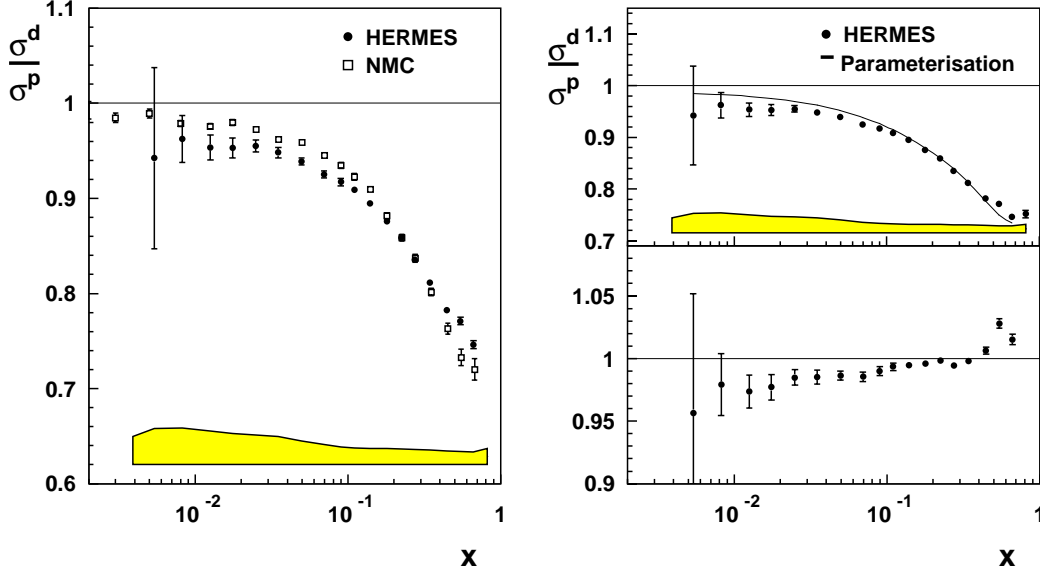 σd
σp
HERMES
NMC
1.1
1
0.9
0.8
0.7
0.6
10 -2
10 -1
1
x
σd
σp
HERMES
Parameterisation
1.1
1
0.9
0.8
0.7
1.05
1
0.95
0.9
10 -2
10 -1
1
x